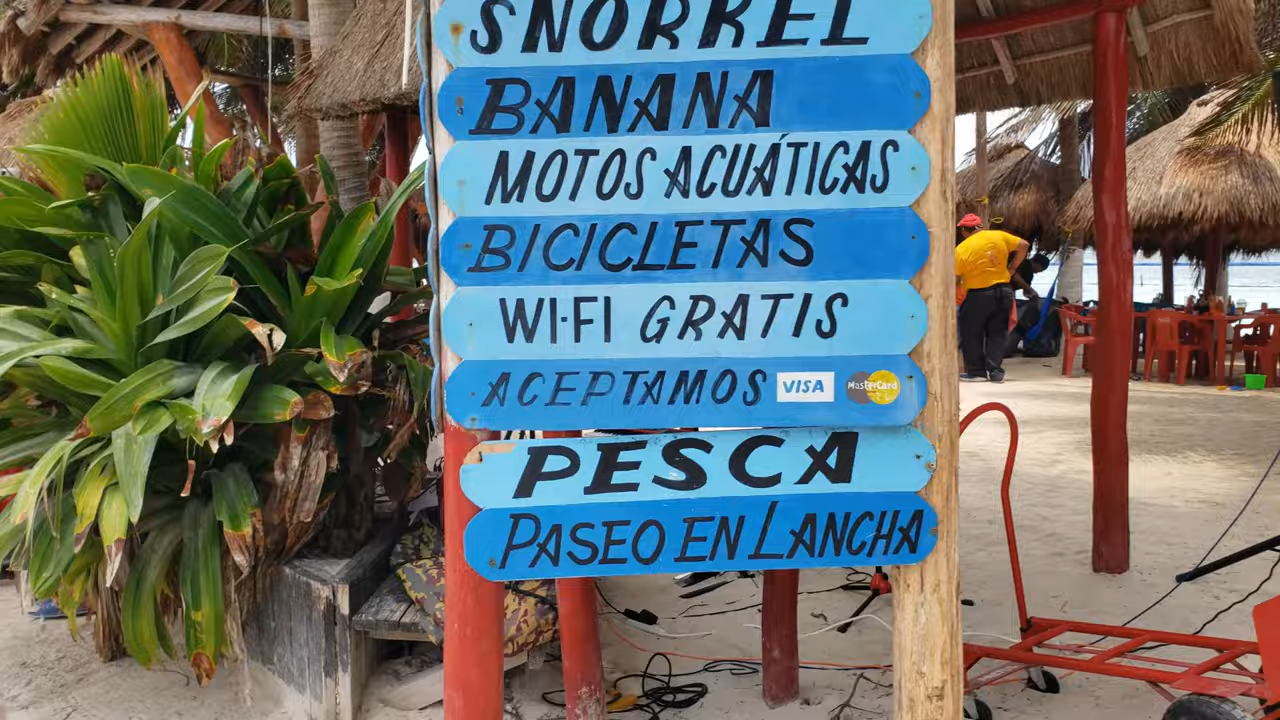 SNORKEL
BANANA
MOTOS ACUÁTICAS
BICICLETAS
WI-FI GRATIS
ACEPTAMOS VISA MasterCard
PESCA
PASEO EN LANCHA